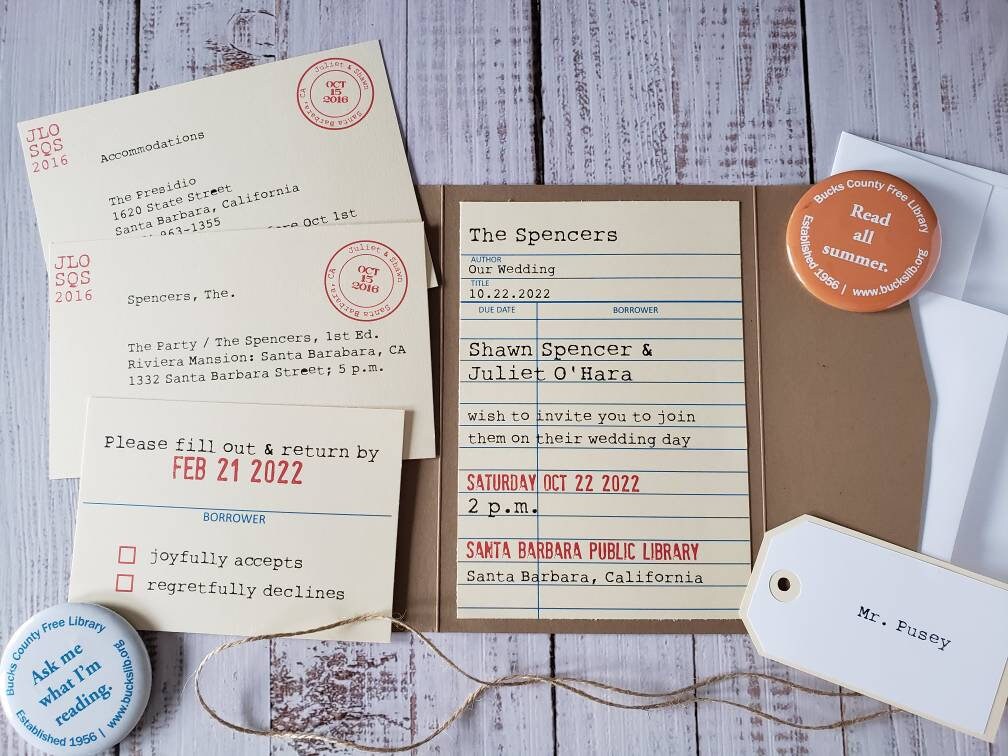 JLO
SQS
2016
Juliet & Shawn
OCT
15
2016
Santa Barbara, CA
Accommodations
The Presidio
1620 State Street
Santa Barbara, California
963-1355
Oct 1st
JLO
SQS
2016
Juliet & Shawn
OCT
15
2016
Santa Barbara, CA
Spencers, The.
The Party / The Spencers, 1st Ed.
Riviera Mansion: Santa Barabara, CA
1332 Santa Barbara Street; 5 p.m.
Please fill out & return by
FEB 21 2022
BORROWER
joyfully accepts
regretfully declines
Bucks County Free Library
Ask me
what I'm
reading.
Established 1956 | www.buckslib.org
The Spencers
AUTHOR
Our Wedding
TITLE
10.22.2022
DUE DATE BORROWER
Shawn Spencer &
Juliet O'Hara
wish to invite you to join
them on their wedding day
SATURDAY OCT 22 2022
2 p.m.
SANTA BARBARA PUBLIC LIBRARY
Santa Barbara, California
Bucks County Free Library
Read
all
summer.
Established 1956 | www.buckslib.org
Mr. Pusey